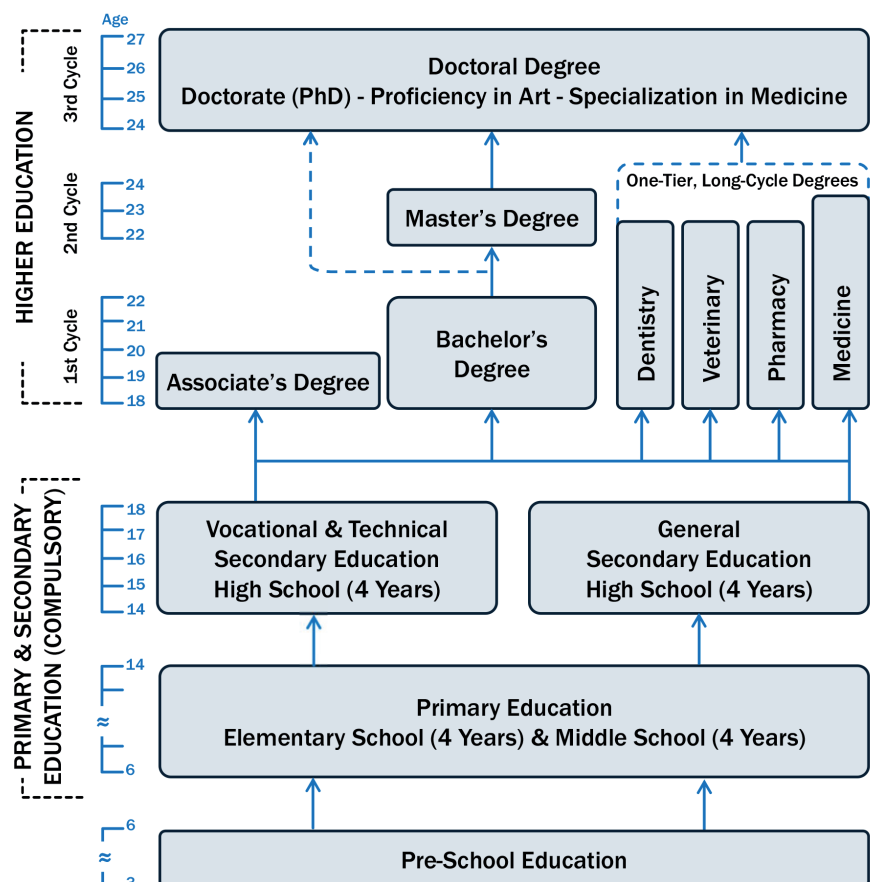 Age
HIGHER EDUCATION
3rd Cycle
27
26
25
24
Doctoral Degree
Doctorate (PhD) - Proficiency in Art - Specialization in Medicine
2nd Cycle
24
23
22
Master's Degree
One-Tier, Long-Cycle Degrees
1st Cycle
22
21
20
19
18
Associate's Degree
Bachelor's
Degree
Dentistry
Veterinary
Pharmacy
Medicine
PRIMARY & SECONDARY
EDUCATION (COMPULSORY)
18
17
16
15
14
Vocational & Technical
Secondary Education
High School (4 Years)
General
Secondary Education
High School (4 Years)
14
≈
6
Primary Education
Elementary School (4 Years) & Middle School (4 Years)
6
≈
Pre-School Education